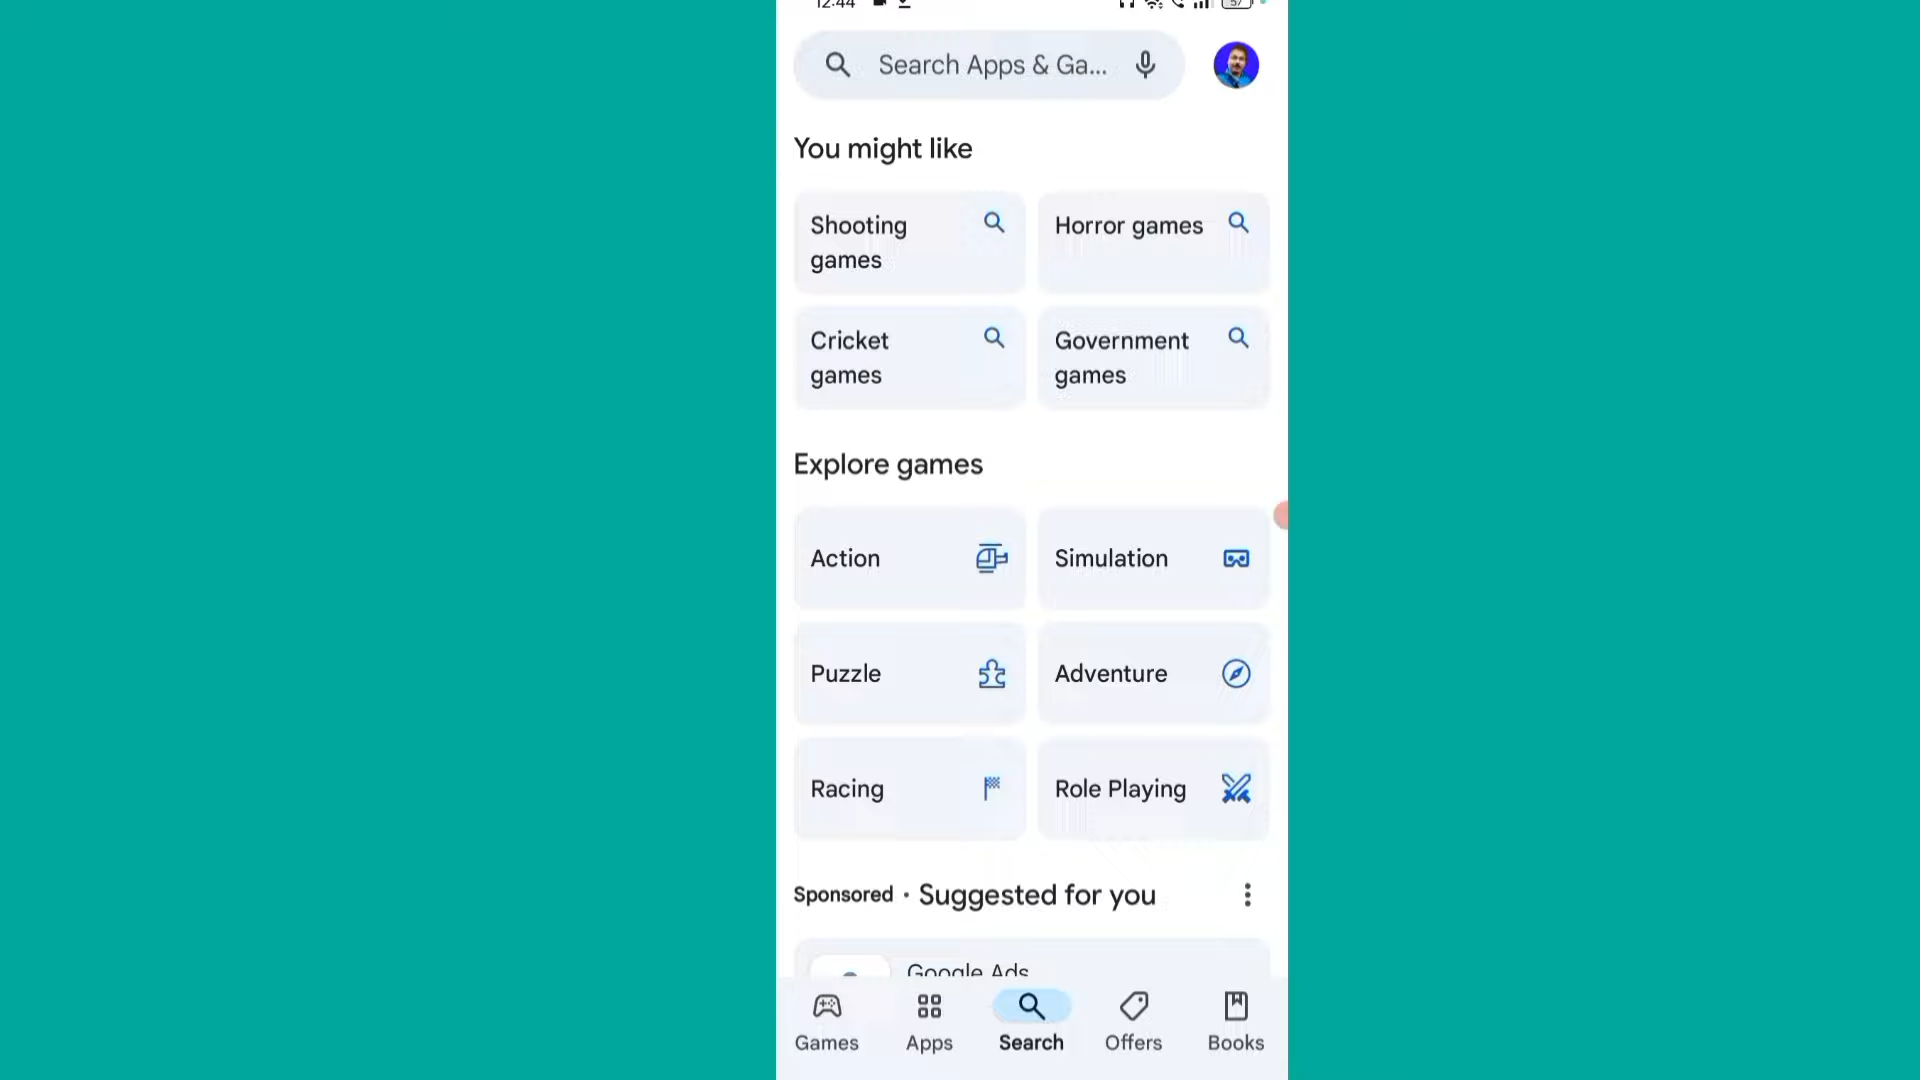 12:44
57
Search Apps & Ga...
You might like
Shooting games
Horror games
Cricket games
Government games
Explore games
Action
Simulation
Puzzle
Adventure
Racing
Role Playing
Sponsored · Suggested for you
Google Ads
Games
Apps
Search
Offers
Books